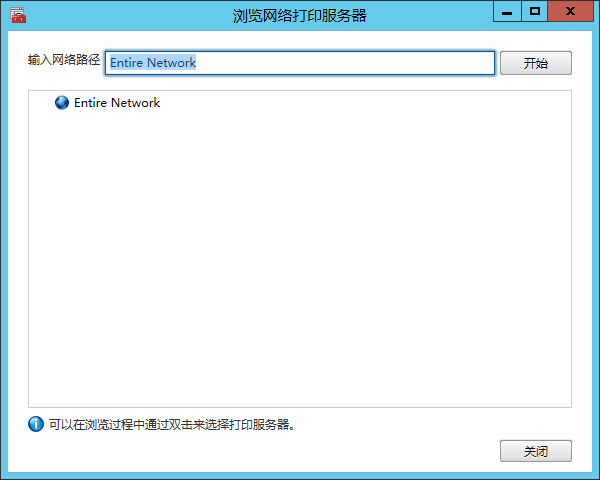 浏览网络打印服务器
输入网络路径 Entire Network 开始
Entire Network
可以在浏览过程中通过双击来选择打印服务器。
关闭